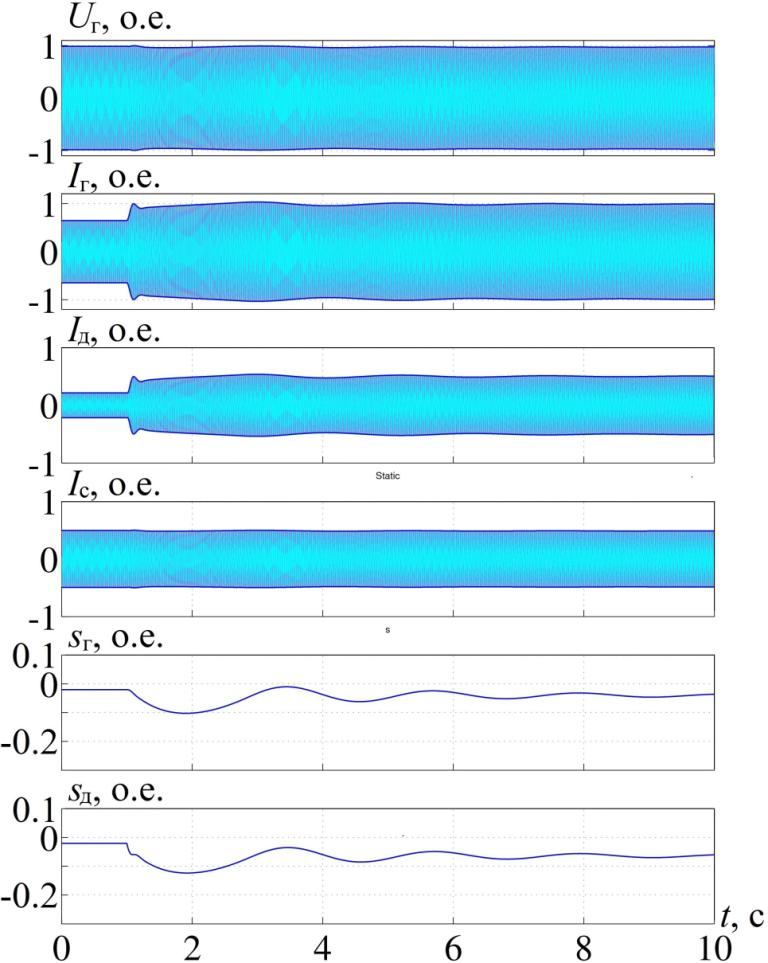 Uг, о.е.
1
0
-1
Iг, о.е.
1
0
-1
Iд, о.е.
1
0
-1
Static
Iс, о.е.
1
0
-1
s
sг, о.е.
0.1
0
-0.2
sд, о.е.
0.1
0
-0.2
t, с
0 2 4 6 8 10